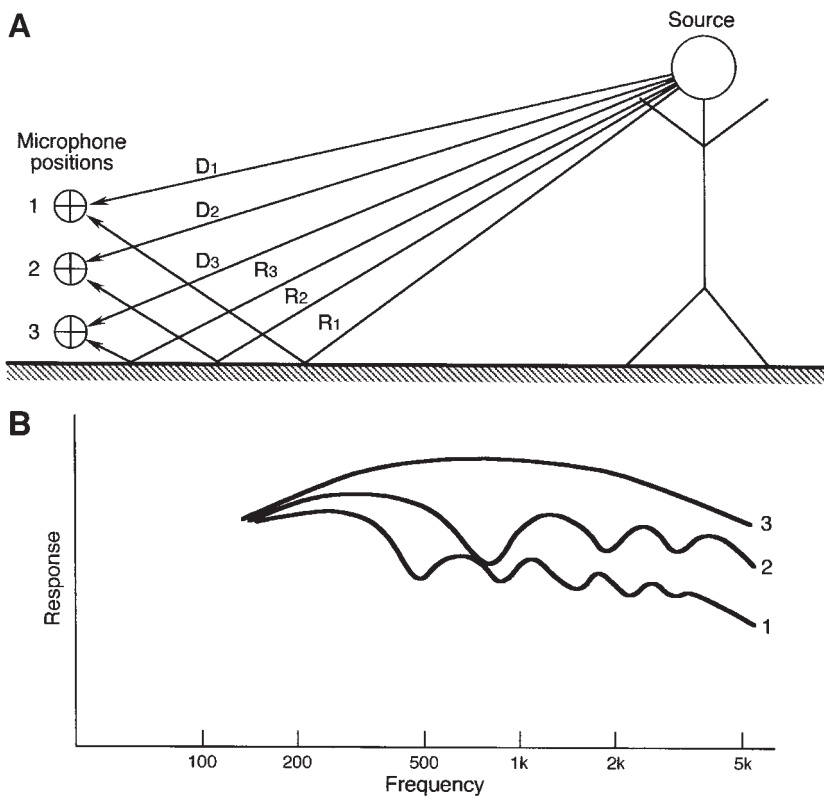 A
Source
Microphone
positions
1
D1
2
D2
3
D3
R3
R2
R1
B
Response
3
2
1
100 200 500 1k 2k 5k
Frequency